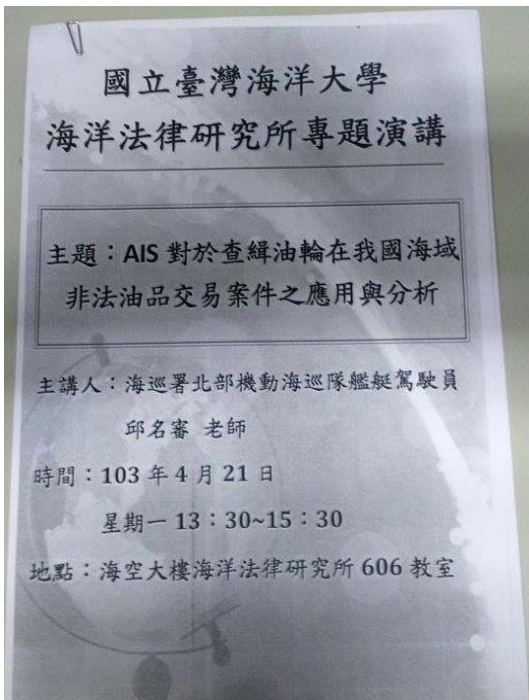 國立臺灣海洋大學
海洋法律研究所專題演講
主題：AIS 對於查緝油輪在我國海域
非法油品交易案件之應用與分析
主講人：海巡署北部機動海巡隊艦艇駕駛員
邱名審 老師
時間：103 年 4 月 21 日
星期一 13：30~15：30
地點：海空大樓海洋法律研究所 606 教室